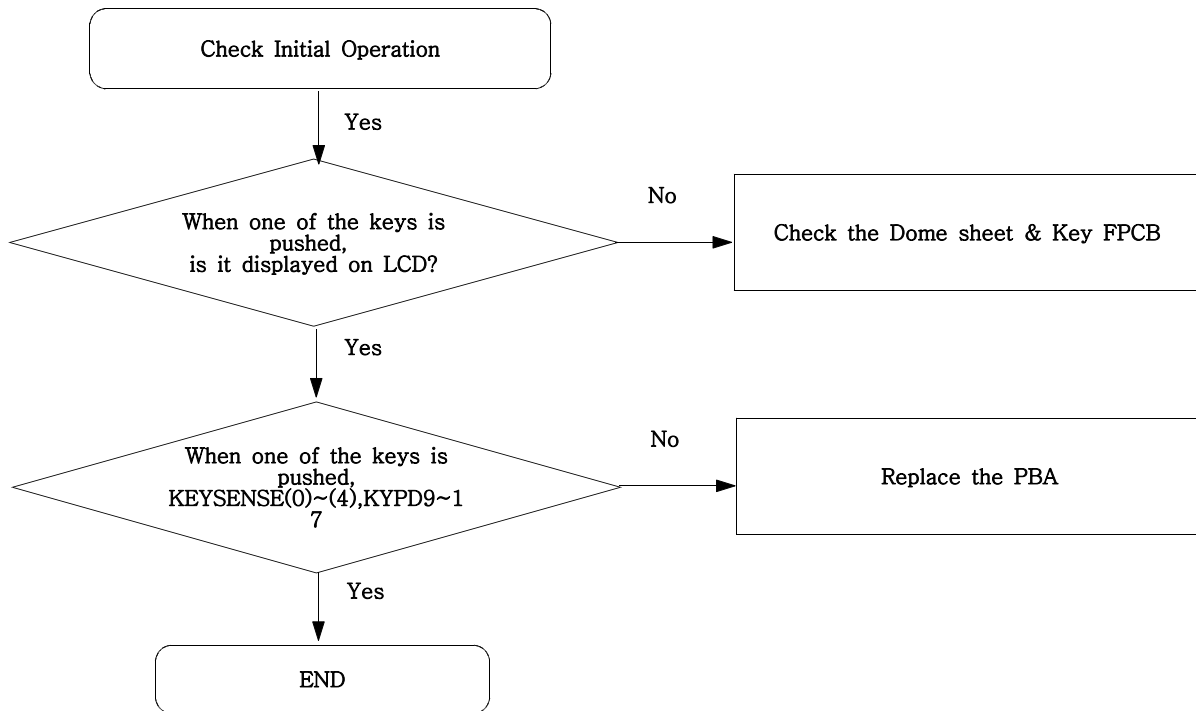 Check Initial Operation
Yes
When one of the keys is
pushed,
is it displayed on LCD?
No
Check the Dome sheet & Key FPCB
Yes
When one of the keys is
pushed,
KEYSENSE(0)~(4),KYPD9~1
7
No
Replace the PBA
Yes
END